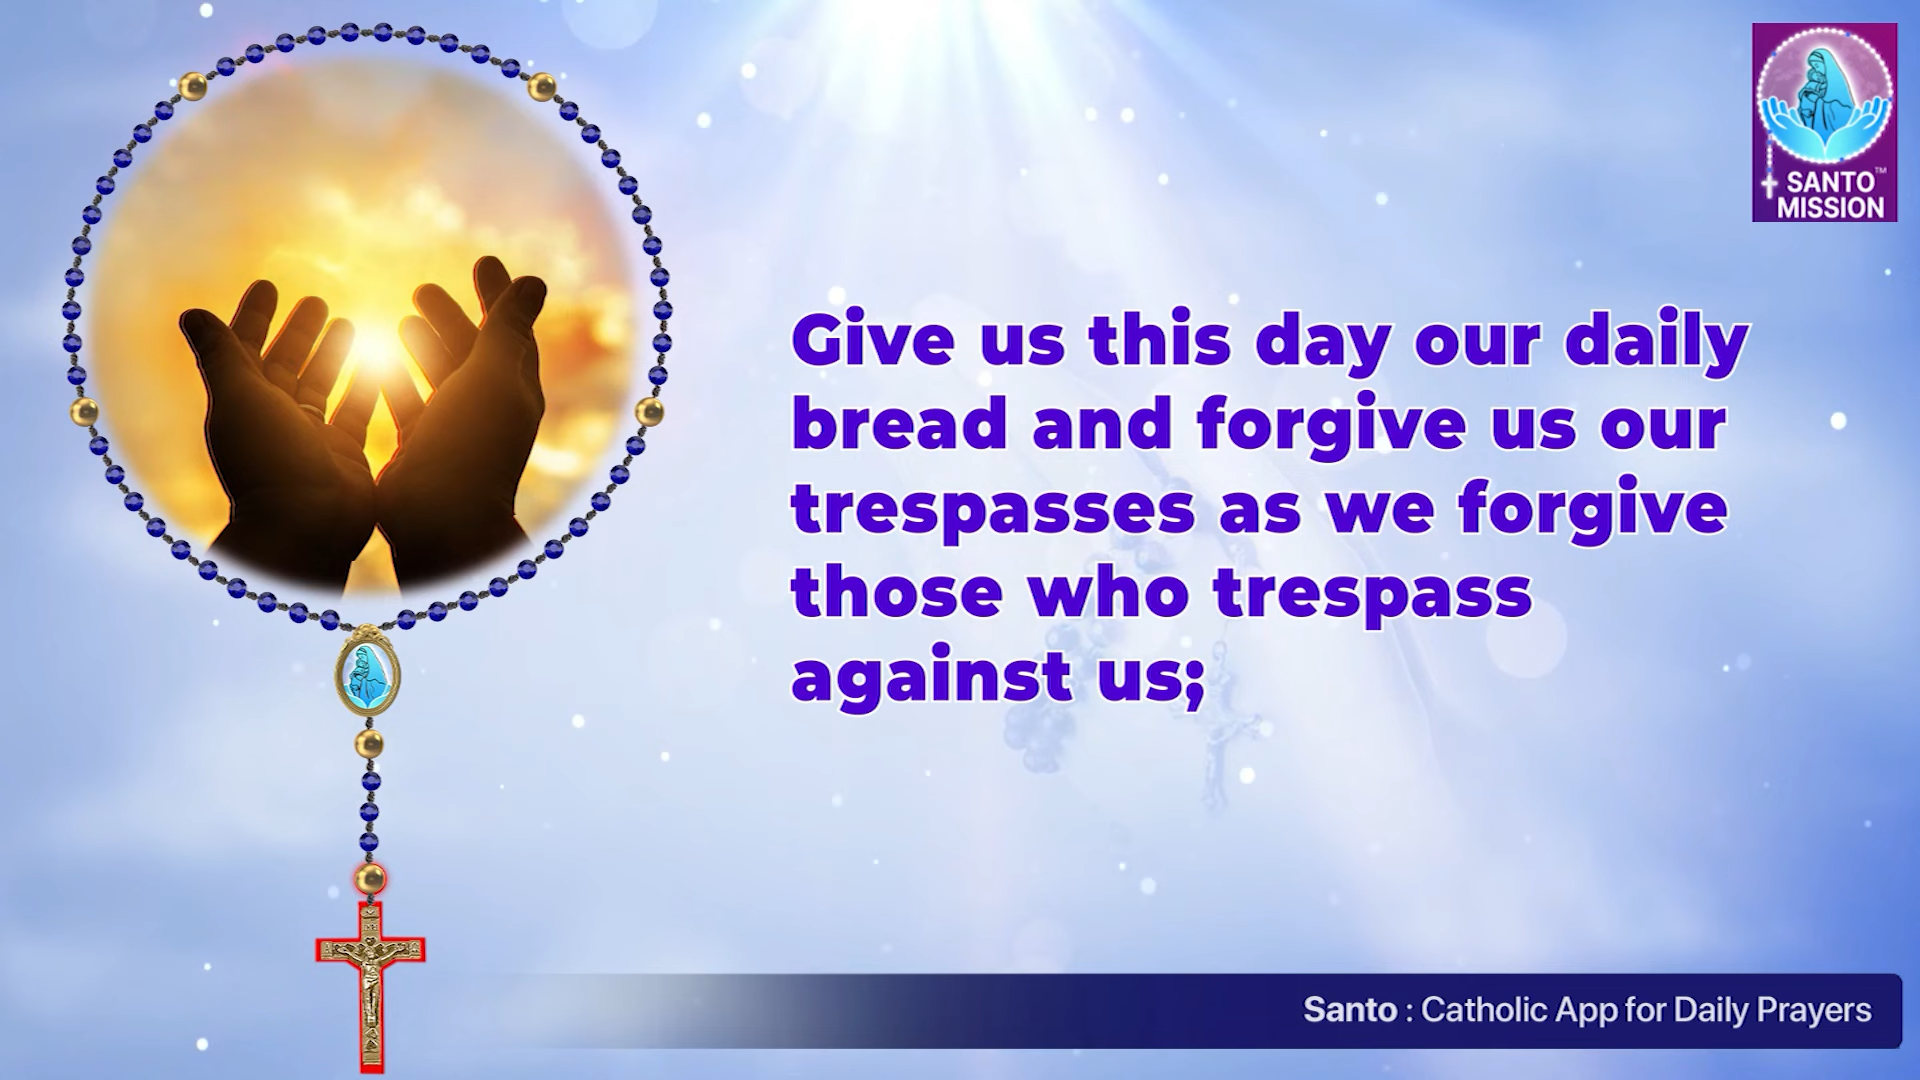 SANTO™
MISSION
Give us this day our daily
bread and forgive us our
trespasses as we forgive
those who trespass
against us;
Santo : Catholic App for Daily Prayers